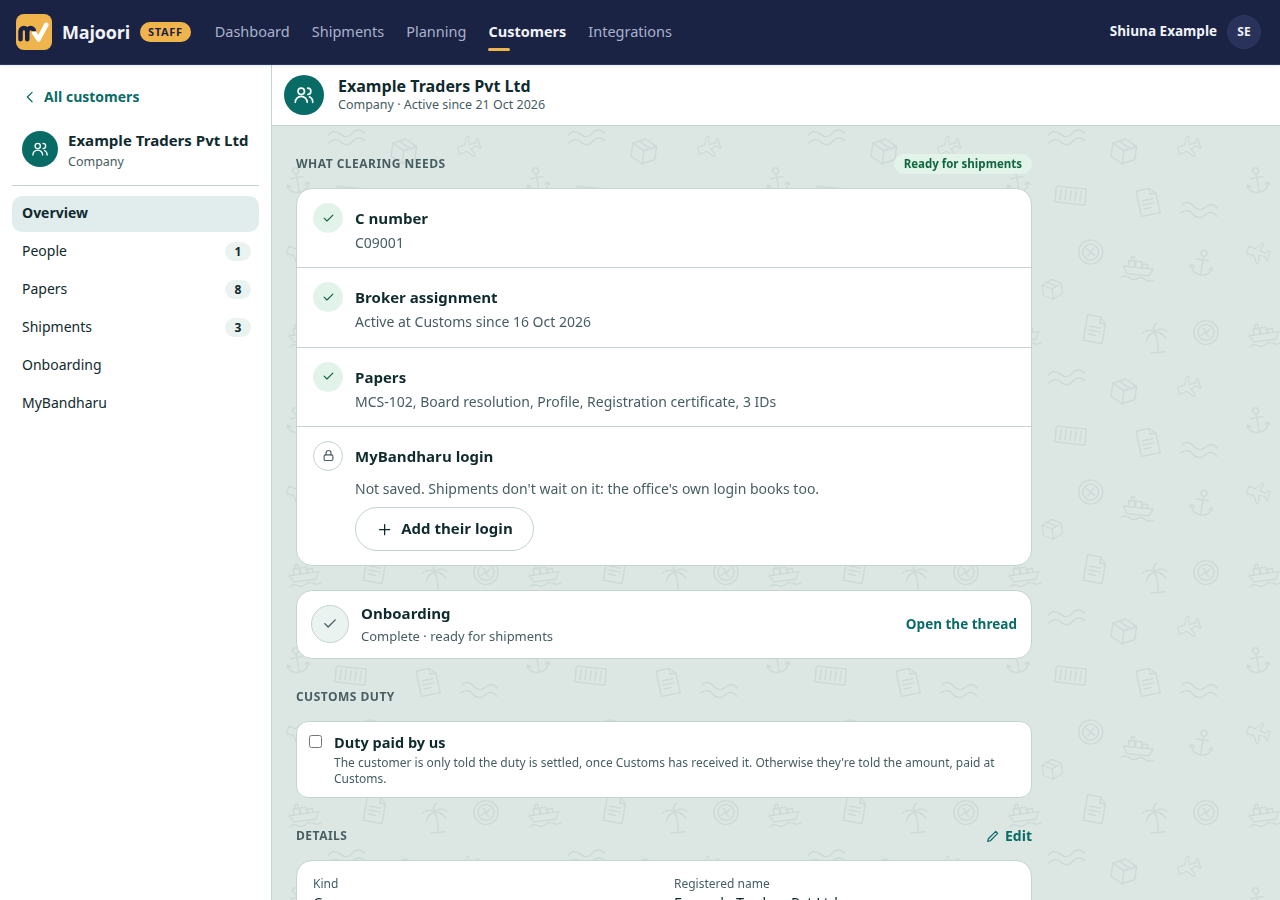 Majoori STAFF Dashboard Shipments Planning Customers Integrations Shiuna Example SE
All customers
Example Traders Pvt Ltd
Company
Overview
People 1
Papers 8
Shipments 3
Onboarding
MyBandharu
Example Traders Pvt Ltd
Company · Active since 21 Oct 2026
WHAT CLEARING NEEDS Ready for shipments
C number
C09001
Broker assignment
Active at Customs since 16 Oct 2026
Papers
MCS-102, Board resolution, Profile, Registration certificate, 3 IDs
MyBandharu login
Not saved. Shipments don't wait on it: the office's own login books too.
Add their login
Onboarding
Complete · ready for shipments
Open the thread
CUSTOMS DUTY
Duty paid by us
The customer is only told the duty is settled, once Customs has received it. Otherwise they're told the amount, paid at
Customs.
DETAILS Edit
Kind Registered name